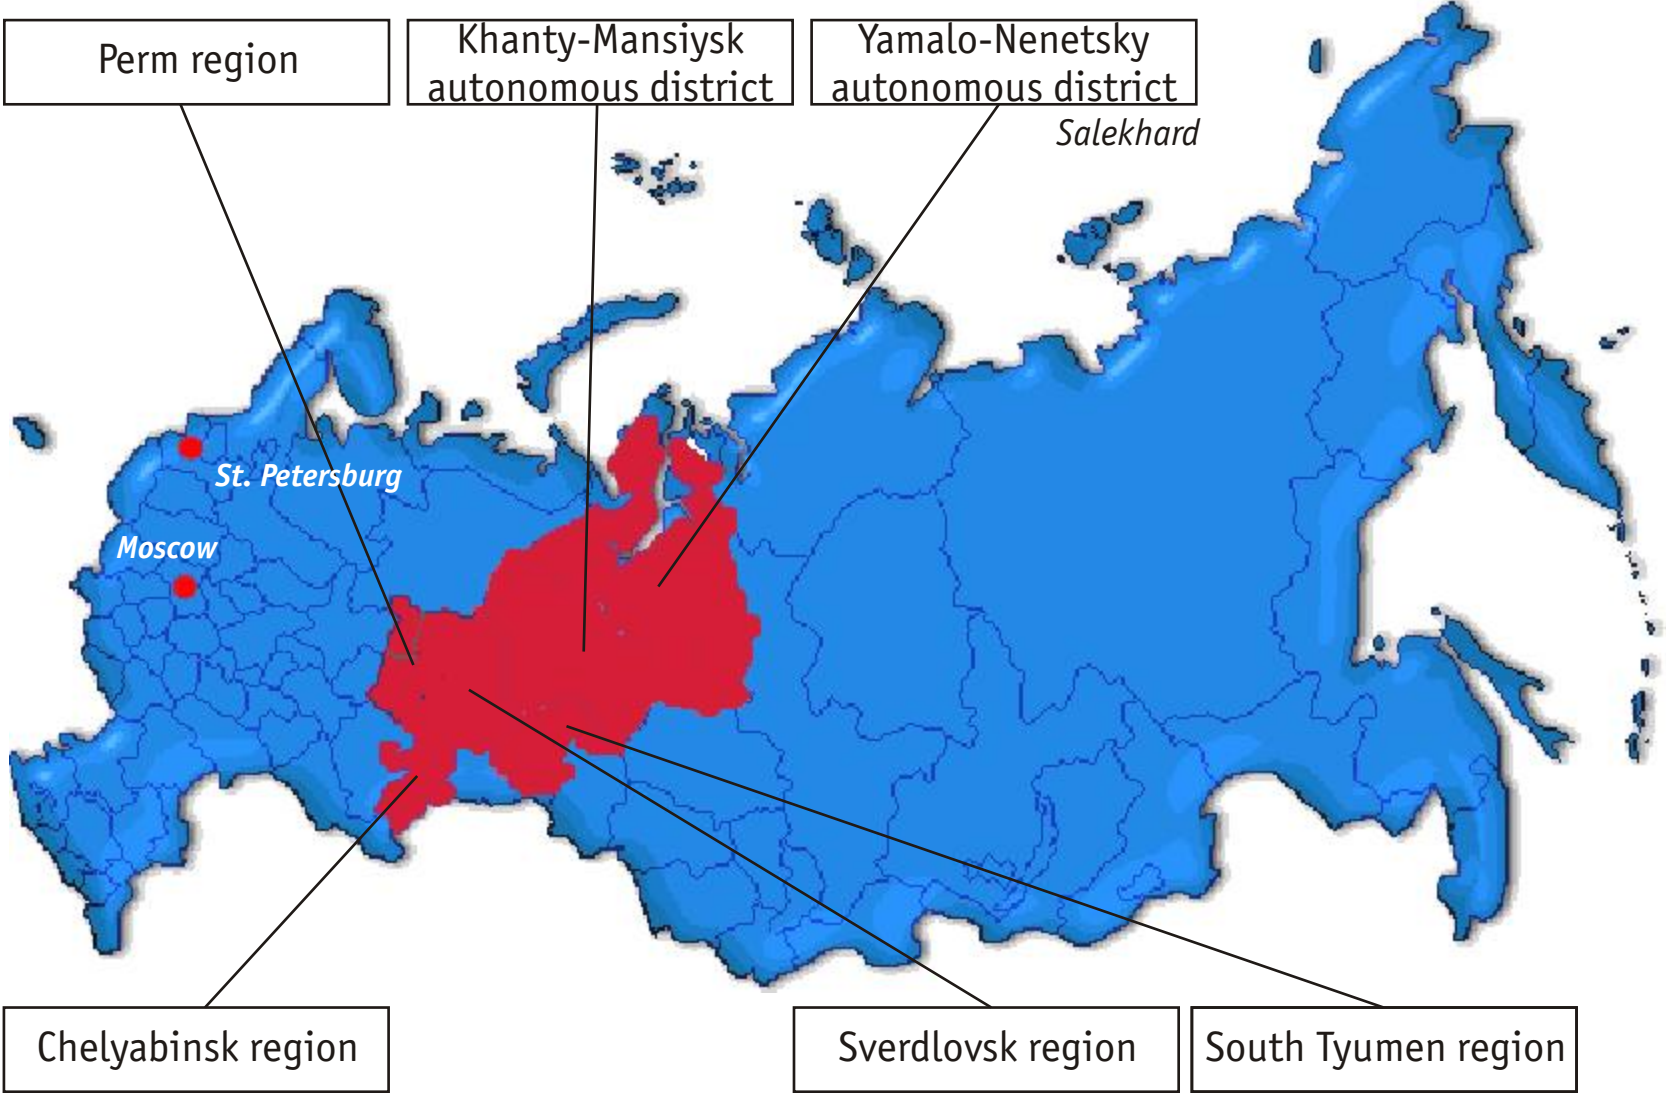 Perm region
Khanty-Mansiysk
autonomous district
Yamalo-Nenetsky
autonomous district
Salekhard
St. Petersburg
Moscow
Chelyabinsk region
Sverdlovsk region
South Tyumen region